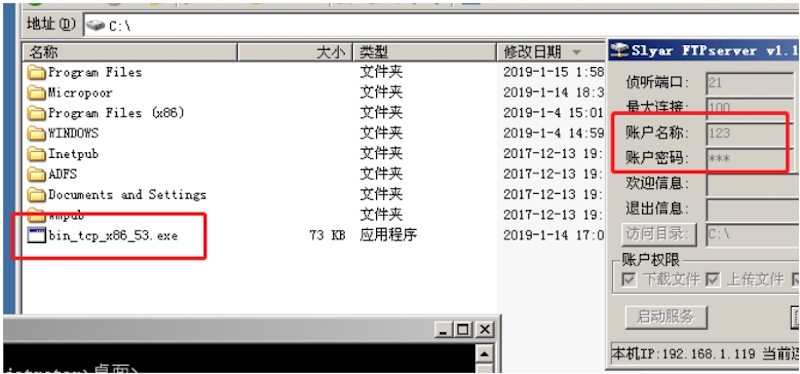 地址(D) C:\
名称 大小 类型 修改日期
Program Files 文件夹 2019-1-15 1:58
Micropoor 文件夹 2019-1-14 18:3
Program Files (x86) 文件夹 2019-1-4 15:01
WINDOWS 文件夹 2019-1-4 14:59
Inetpub 文件夹 2017-12-13 19:
ADFS 文件夹 2017-12-13 19:
Documents and Settings 文件夹 2017-12-13 19:
wmpub 文件夹 2017-12-13 19:
bin_tcp_x86_53.exe 73 KB 应用程序 2019-1-14 17:0
Slyar FTPserver v1.1
侦听端口: 21
最大连接: 100
账户名称: 123
账户密码: ***
欢迎信息:
退出信息:
访问目录: C:\
账户权限
下载文件 上传文件
启动服务
本机IP:192.168.1.119 当前
桌面>